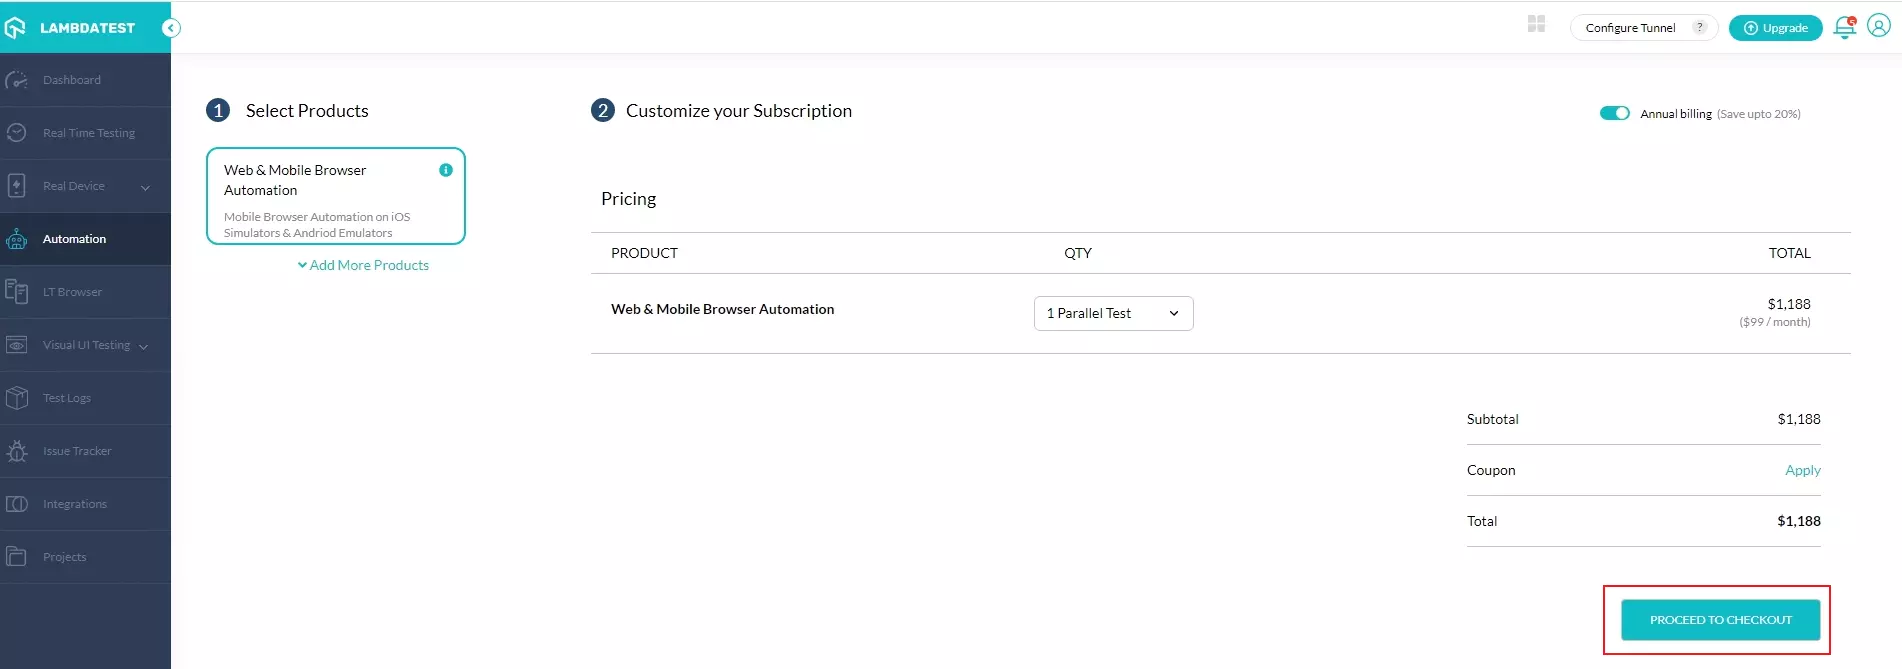 LAMBDATEST
Configure Tunnel ?
Upgrade
5
Dashboard
Real Time Testing
Real Device
Automation
LT Browser
Visual UI Testing
Test Logs
Issue Tracker
Integrations
Projects
1 Select Products
Web & Mobile Browser
Automation
Mobile Browser Automation on iOS
Simulators & Andriod Emulators
Add More Products
2 Customize your Subscription
Annual billing (Save upto 20%)
Pricing
PRODUCT QTY TOTAL
Web & Mobile Browser Automation 1 Parallel Test $1,188
($99 / month)
Subtotal $1,188
Coupon Apply
Total $1,188
PROCEED TO CHECKOUT